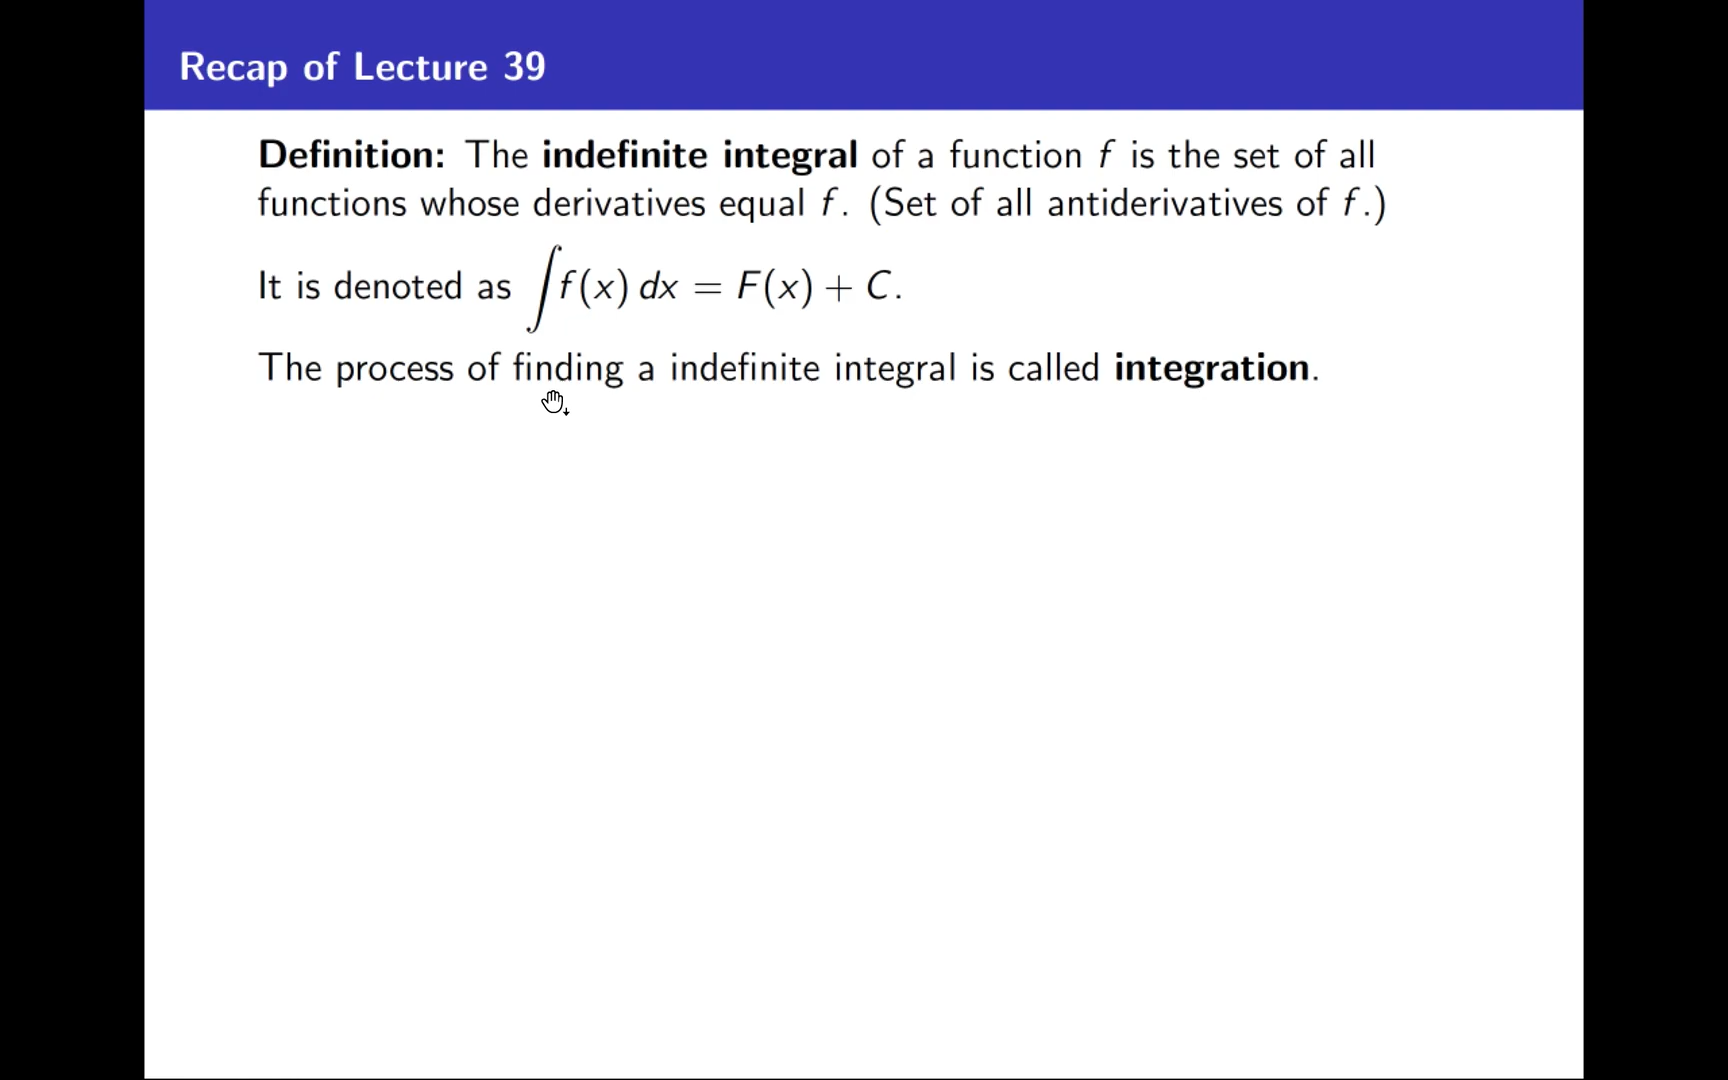 Recap of Lecture 39
Definition: The indefinite integral of a function f is the set of all
functions whose derivatives equal f. (Set of all antiderivatives of f.)
It is denoted as ∫f(x) dx = F(x) + C.
The process of finding a indefinite integral is called integration.